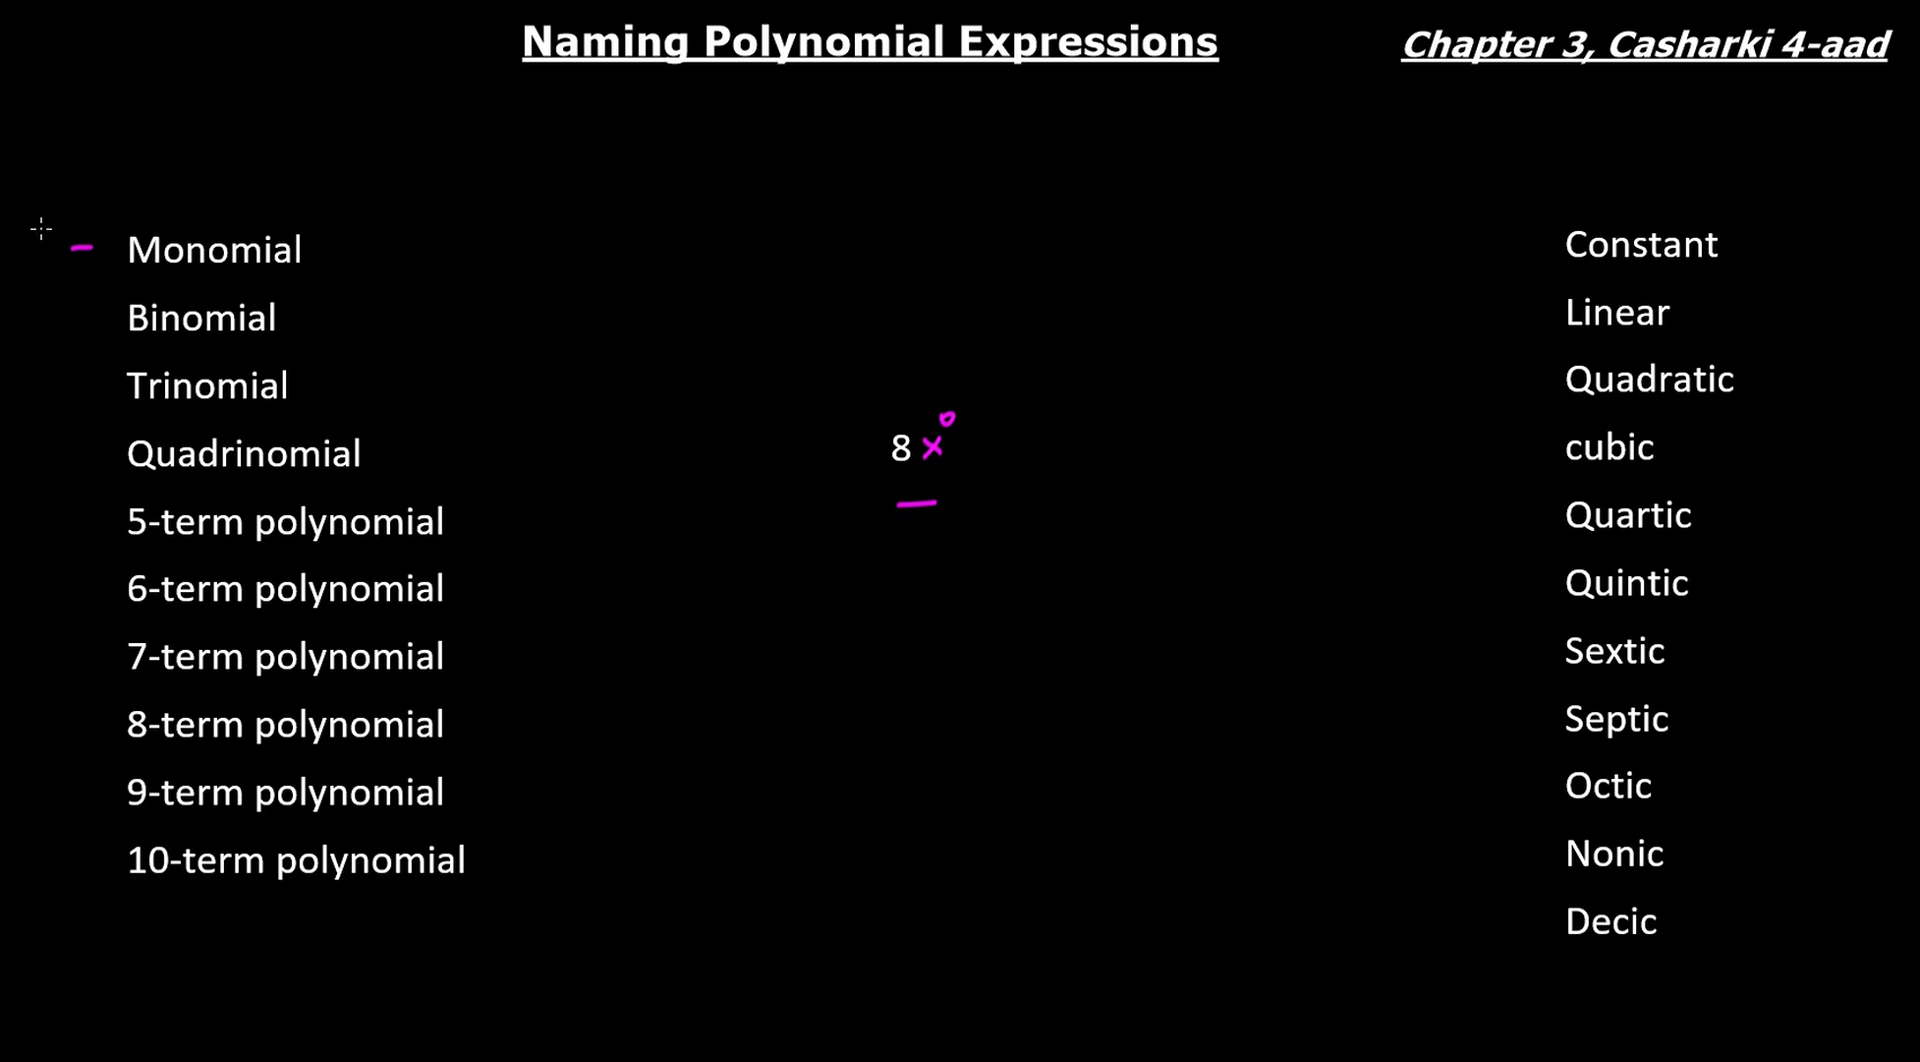 Naming Polynomial Expressions
Chapter 3, Casharki 4-aad
- Monomial
Binomial
Trinomial
Quadrinomial
5-term polynomial
6-term polynomial
7-term polynomial
8-term polynomial
9-term polynomial
10-term polynomial
8 x⁰
Constant
Linear
Quadratic
cubic
Quartic
Quintic
Sextic
Septic
Octic
Nonic
Decic